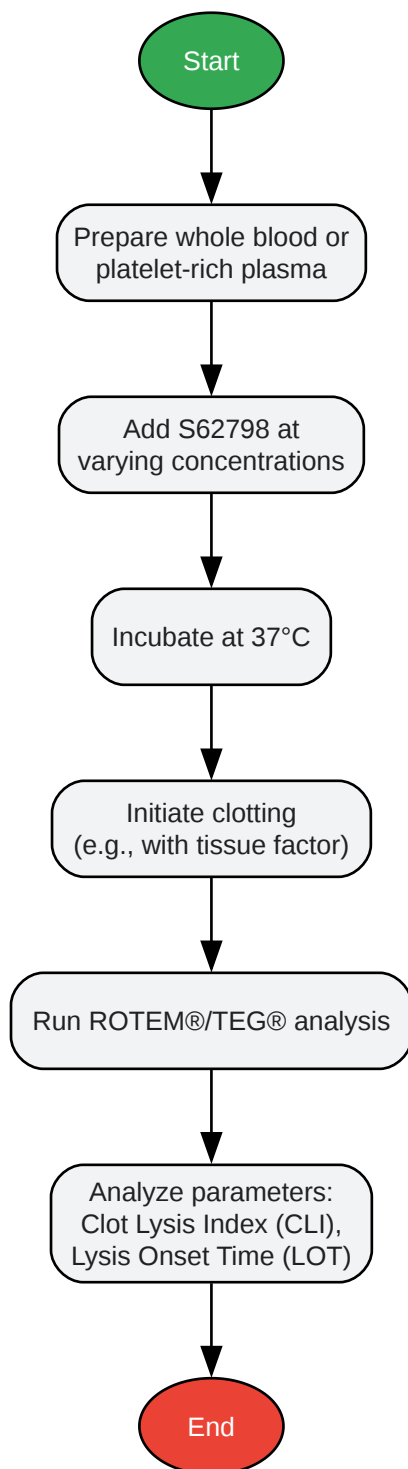 Start
Prepare whole blood or
platelet-rich plasma
Add S62798 at
varying concentrations
Incubate at 37°C
Initiate clotting
(e.g., with tissue factor)
Run ROTEM®/TEG® analysis
Analyze parameters:
Clot Lysis Index (CLI),
Lysis Onset Time (LOT)
End